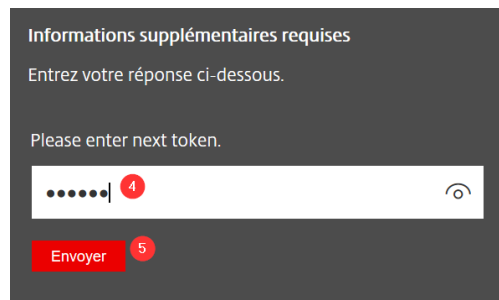 Informations supplémentaires requises
Entrez votre réponse ci-dessous.
Please enter next token.
•••••• 4
Envoyer 5